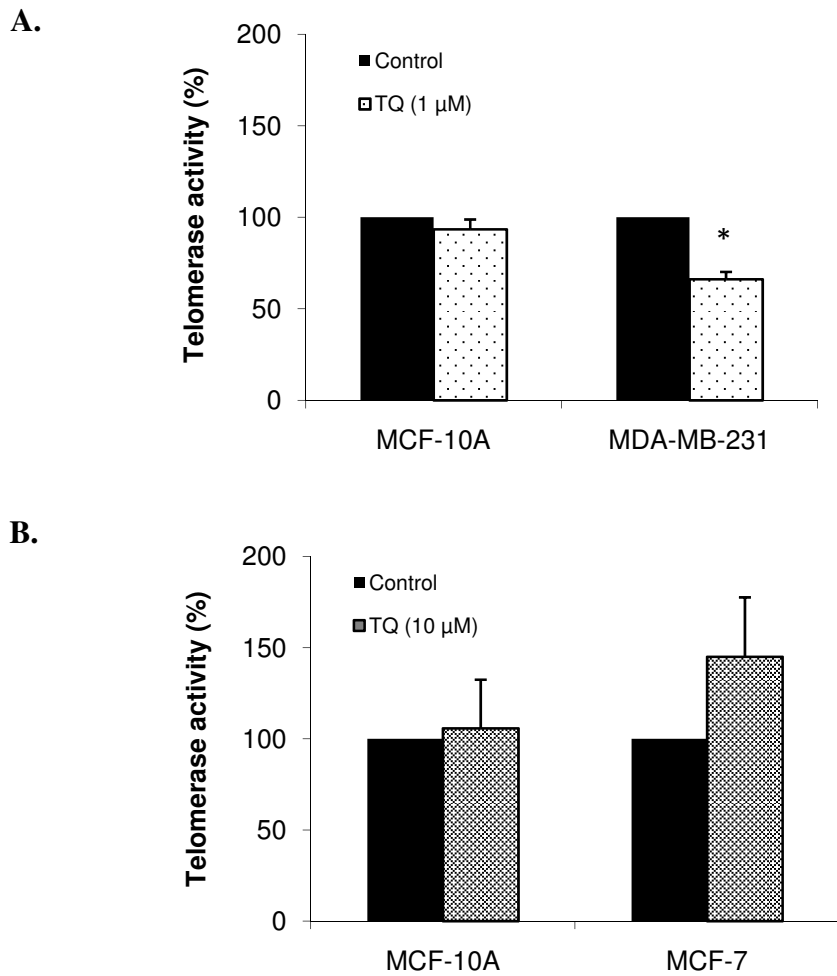 A.
Telomerase activity (%)
200
150
100
50
0
Control
TQ (1 µM)
*
MCF-10A MDA-MB-231
B.
Telomerase activity (%)
200
150
100
50
0
Control
TQ (10 µM)
MCF-10A MCF-7